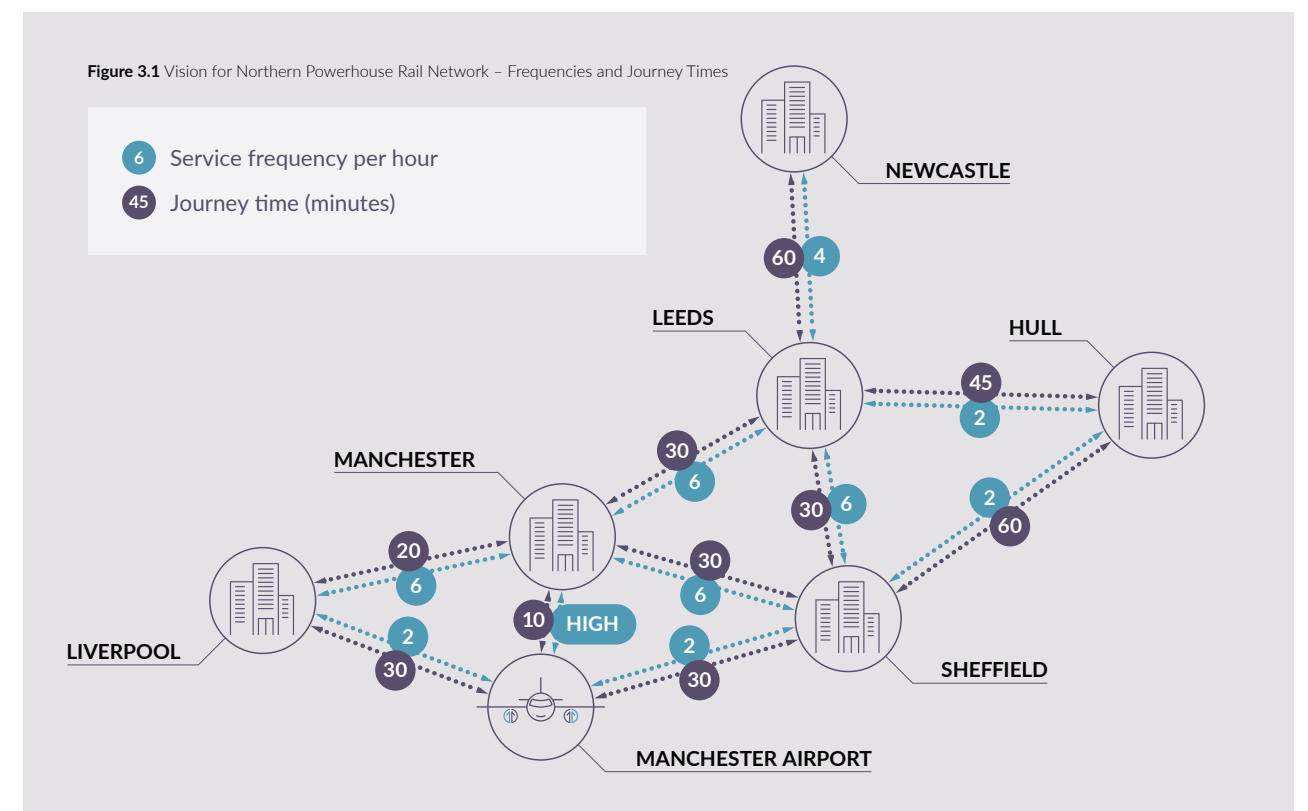 Figure 3.1 Vision for Northern Powerhouse Rail Network – Frequencies and Journey Times
6 Service frequency per hour
45 Journey time (minutes)
NEWCASTLE
60 4
LEEDS
HULL
45
2
30
6
MANCHESTER
30 6
2
60
20
6
30
6
10 HIGH
2
30
2
30
LIVERPOOL
SHEFFIELD
MANCHESTER AIRPORT